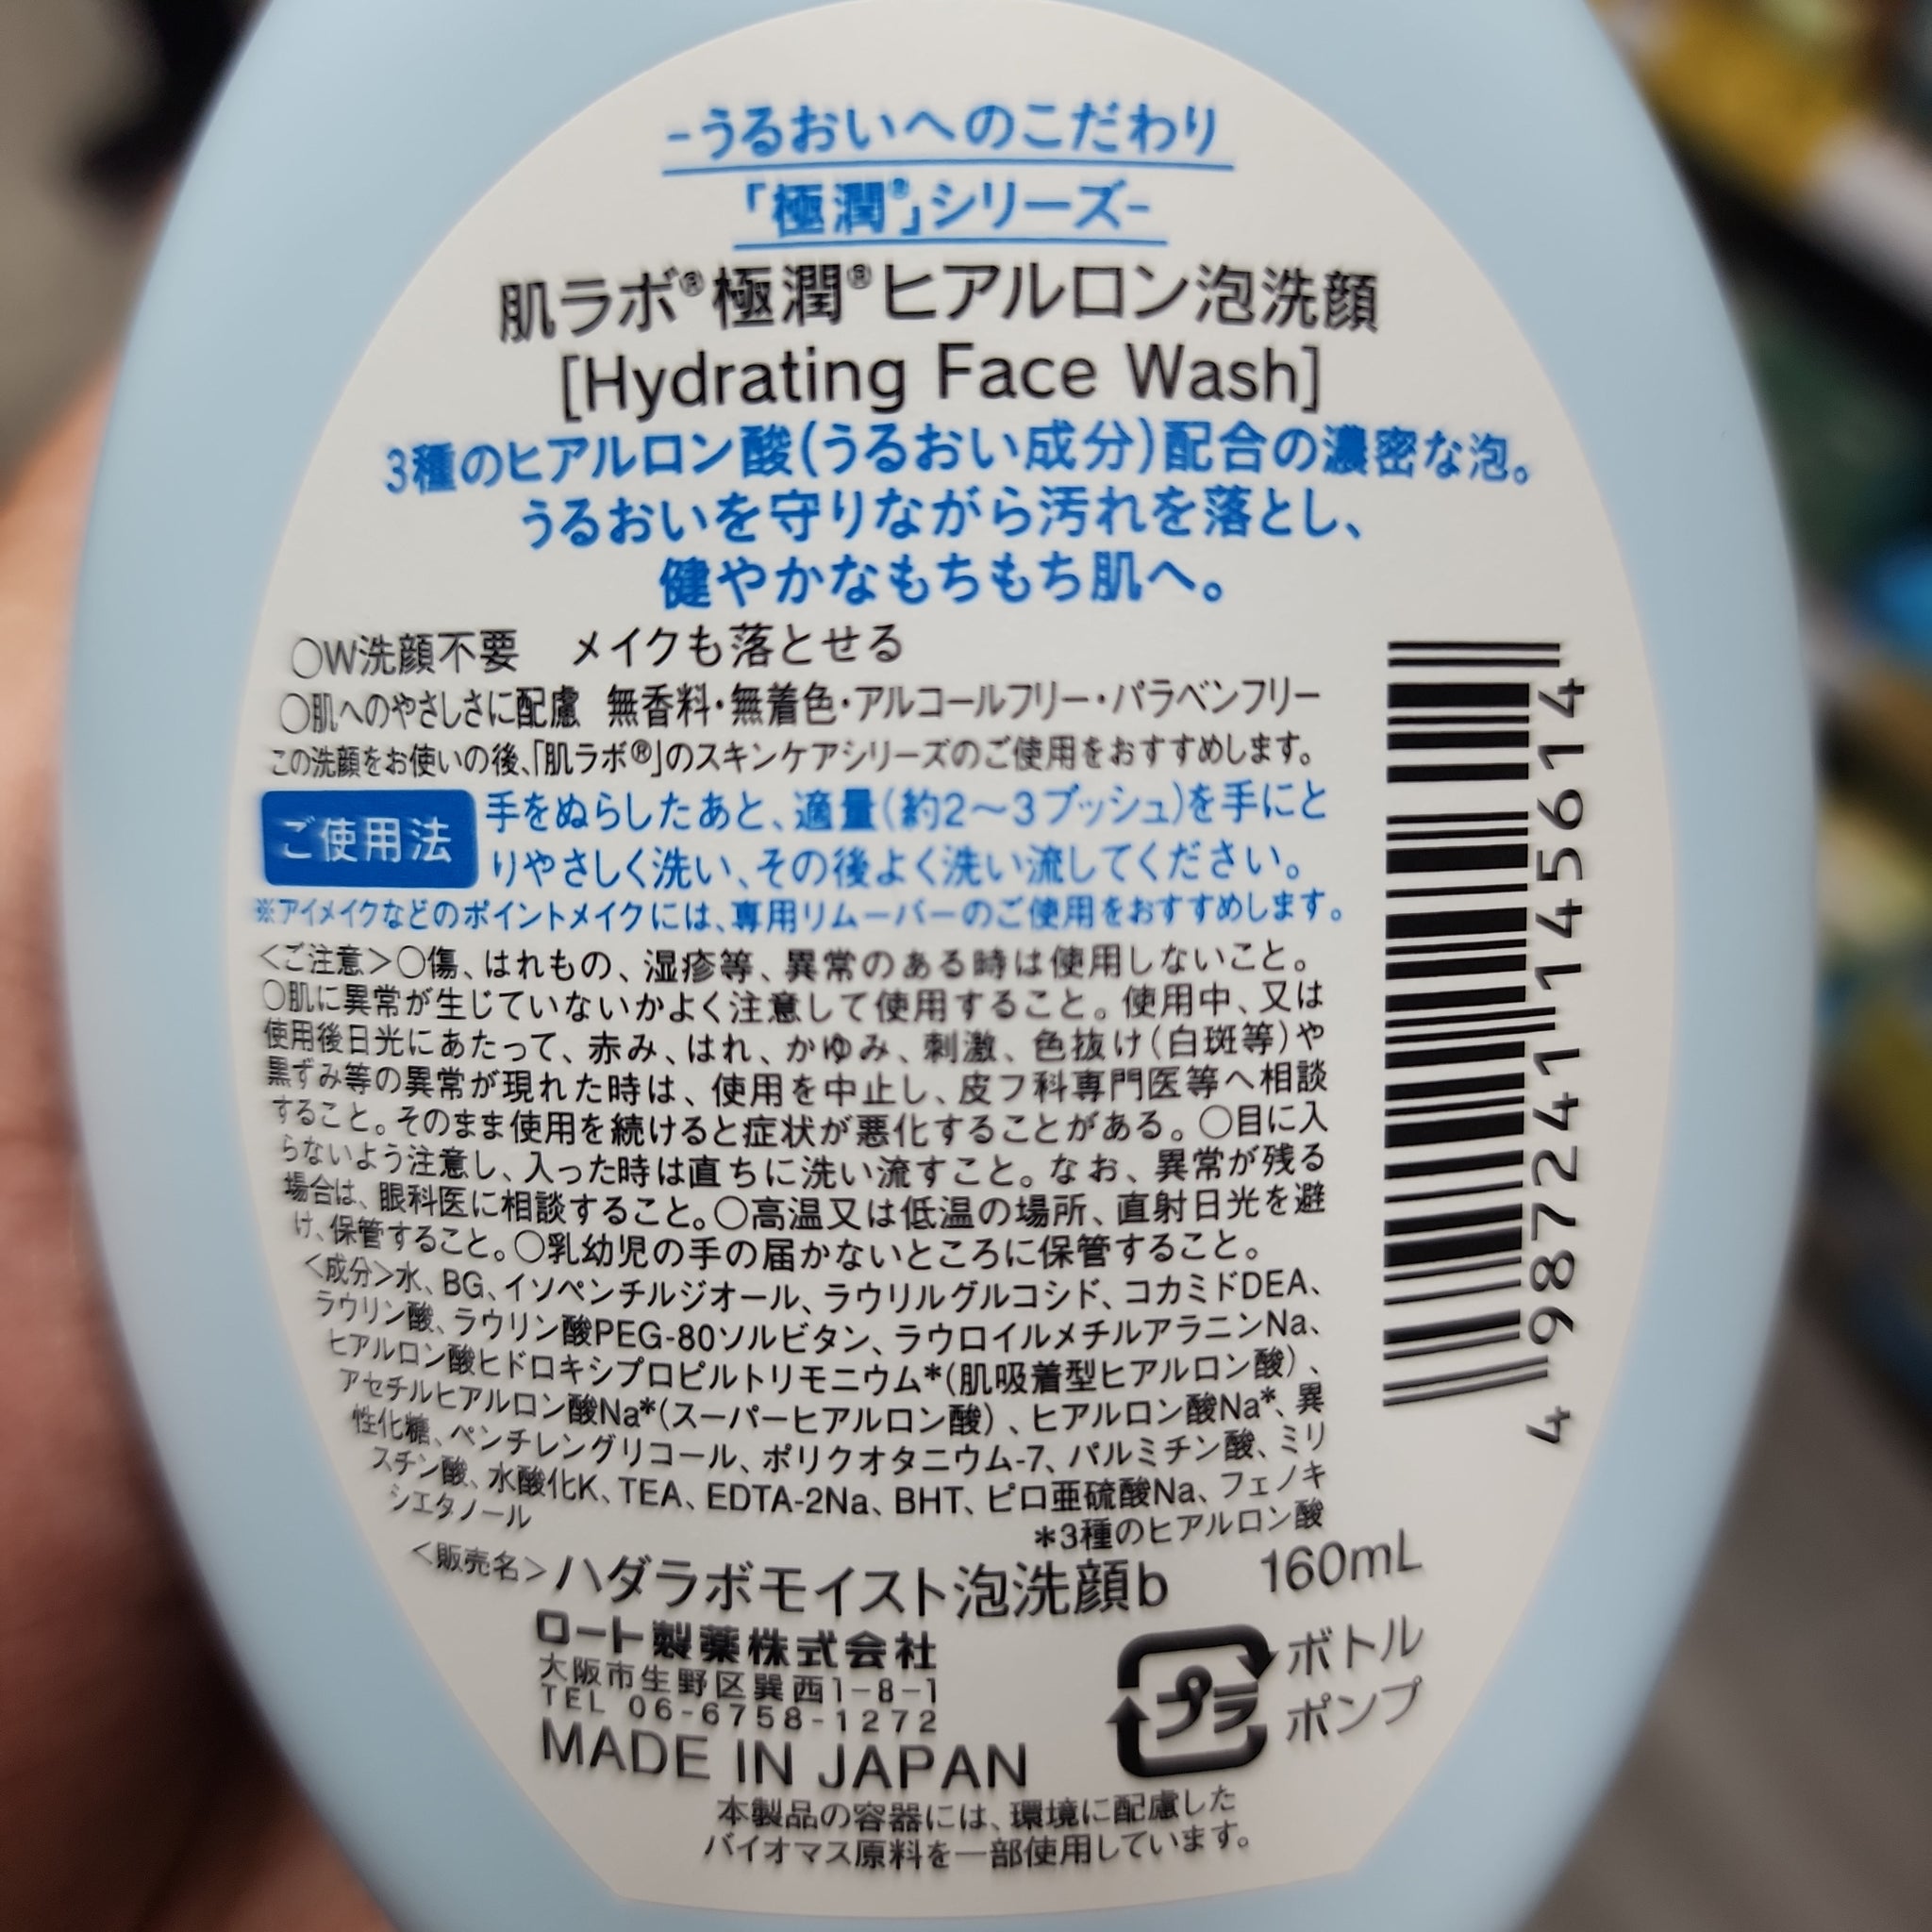 -うるおいへのこだわり
「極潤®」シリーズ-
肌ラボ®極潤®ヒアルロン泡洗顔
[Hydrating Face Wash]
3種のヒアルロン酸(うるおい成分)配合の濃密な泡。
うるおいを守りながら汚れを落とし、
健やかなもちもち肌へ。
○W洗顔不要　メイクも落とせる
○肌へのやさしさに配慮　無香料・無着色・アルコールフリー・パラベンフリー
この洗顔をお使いの後、「肌ラボ®」のスキンケアシリーズのご使用をおすすめします。
ご使用法
手をぬらしたあと、適量(約2〜3プッシュ)を手にと
りやさしく洗い、その後よく洗い流してください。
※アイメイクなどのポイントメイクには、専用リムーバーのご使用をおすすめします。
<ご注意>○傷、はれもの、湿疹等、異常のある時は使用しないこと。
○肌に異常が生じていないかよく注意して使用すること。使用中、又は
使用後日光にあたって、赤み、はれ、かゆみ、刺激、色抜け(白斑等)や
黒ずみ等の異常が現れた時は、使用を中止し、皮フ科専門医等へ相談
すること。そのまま使用を続けると症状が悪化することがある。○目に入
らないよう注意し、入った時は直ちに洗い流すこと。なお、異常が残る
場合は、眼科医に相談すること。○高温又は低温の場所、直射日光を避
け、保管すること。○乳幼児の手の届かないところに保管すること。
<成分>水、BG、イソペンチルジオール、ラウリルグルコシド、コカミドDEA、
ラウリン酸、ラウリン酸PEG-80ソルビタン、ラウロイルメチルアラニンNa、
ヒアルロン酸ヒドロキシプロピルトリモニウム*(肌吸着型ヒアルロン酸)、
アセチルヒアルロン酸Na*(スーパーヒアルロン酸)、ヒアルロン酸Na*、異
性化糖、ペンチレングリコール、ポリクオタニウム-7、パルミチン酸、ミリ
スチン酸、水酸化K、TEA、EDTA-2Na、BHT、ピロ亜硫酸Na、フェノキ
シエタノール
*3種のヒアルロン酸
<販売名>ハダラボモイスト泡洗顔b　160mL
ロート製薬株式会社
大阪市生野区巽西1-8-1
TEL 06-6758-1272
MADE IN JAPAN
プラ
ボトル
ポンプ
本製品の容器には、環境に配慮した
バイオマス原料を一部使用しています。
4 987241 145614